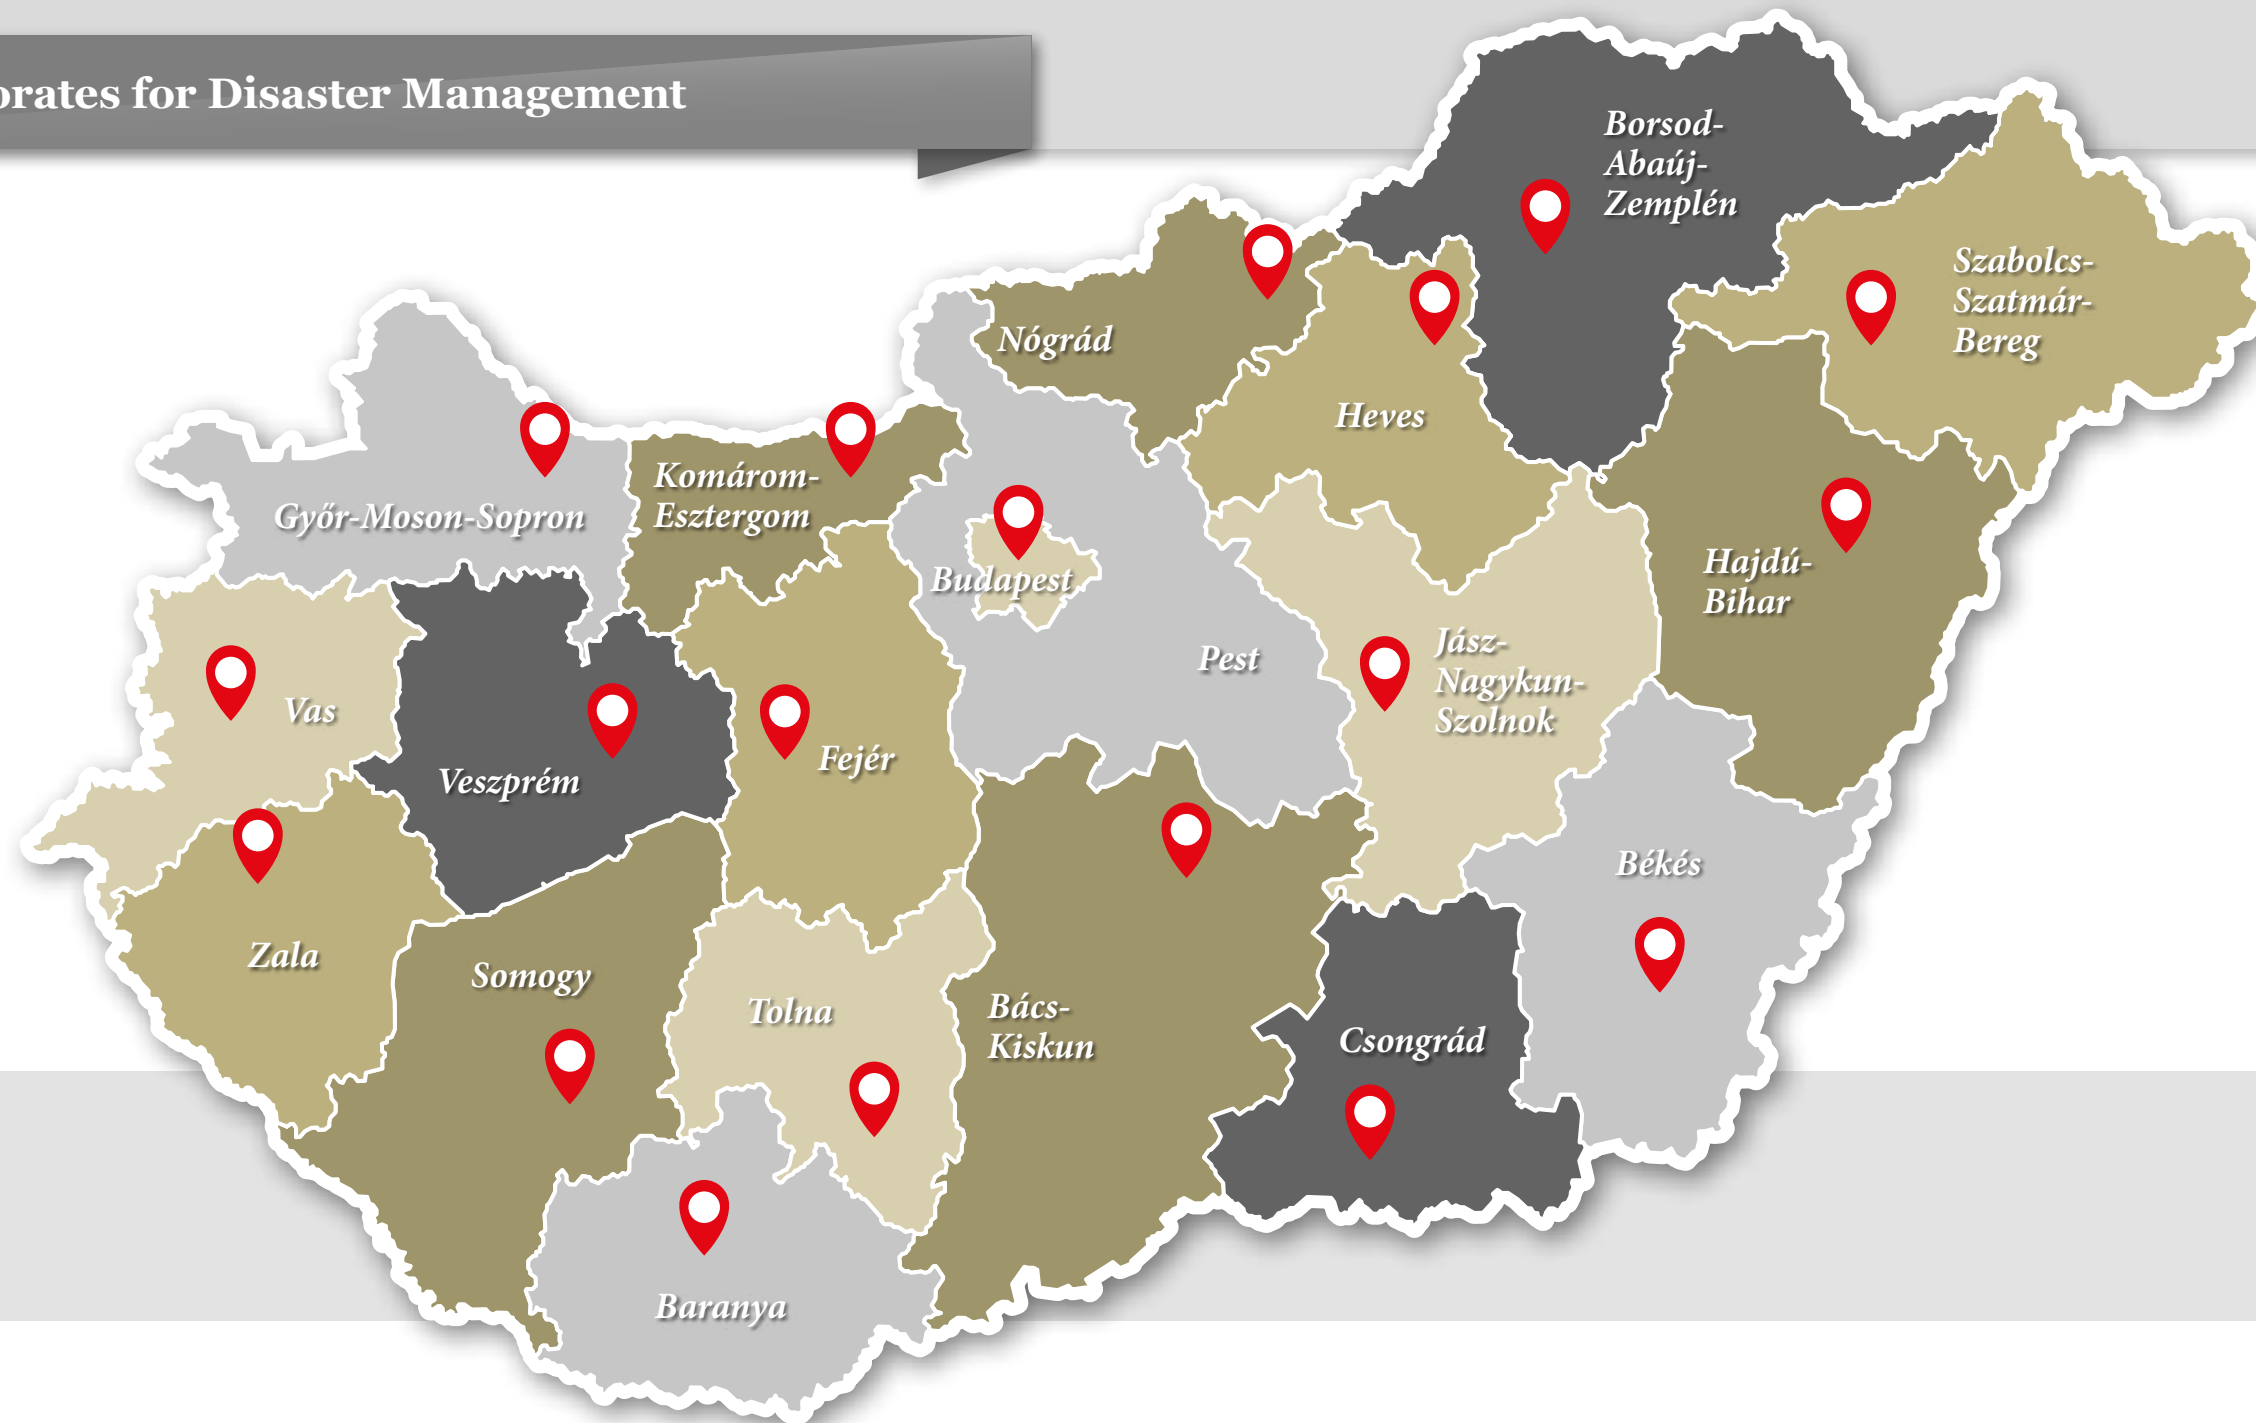 orates for Disaster Management
Borsod-
Abaúj-
Zemplén
Szabolcs-
Szatmár-
Bereg
Nógrád
Heves
Komárom-
Esztergom
Győr-Moson-Sopron
Hajdú-
Bihar
Budapest
Pest
Jász-
Nagykun-
Szolnok
Vas
Fejér
Veszprém
Békés
Zala
Somogy
Tolna
Bács-
Kiskun
Csongrád
Baranya